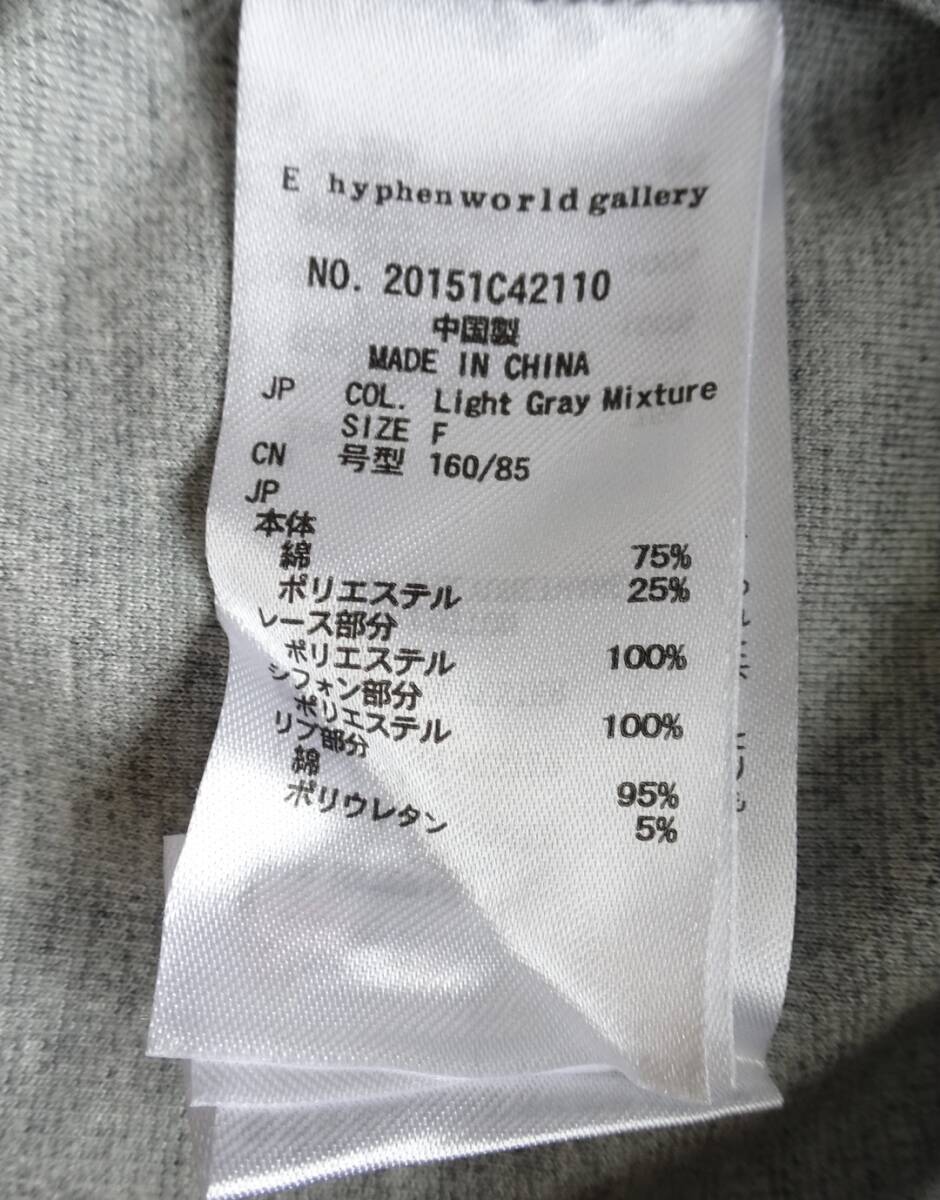 E hyphen world gallery
NO. 20151C42110
中国製
MADE IN CHINA
JP COL. Light Gray Mixture
SIZE F
CN 号型 160/85
JP
本体
綿 75%
ポリエステル 25%
レース部分
ポリエステル 100%
シフォン部分
ポリエステル 100%
リブ部分
綿 95%
ポリウレタン 5%